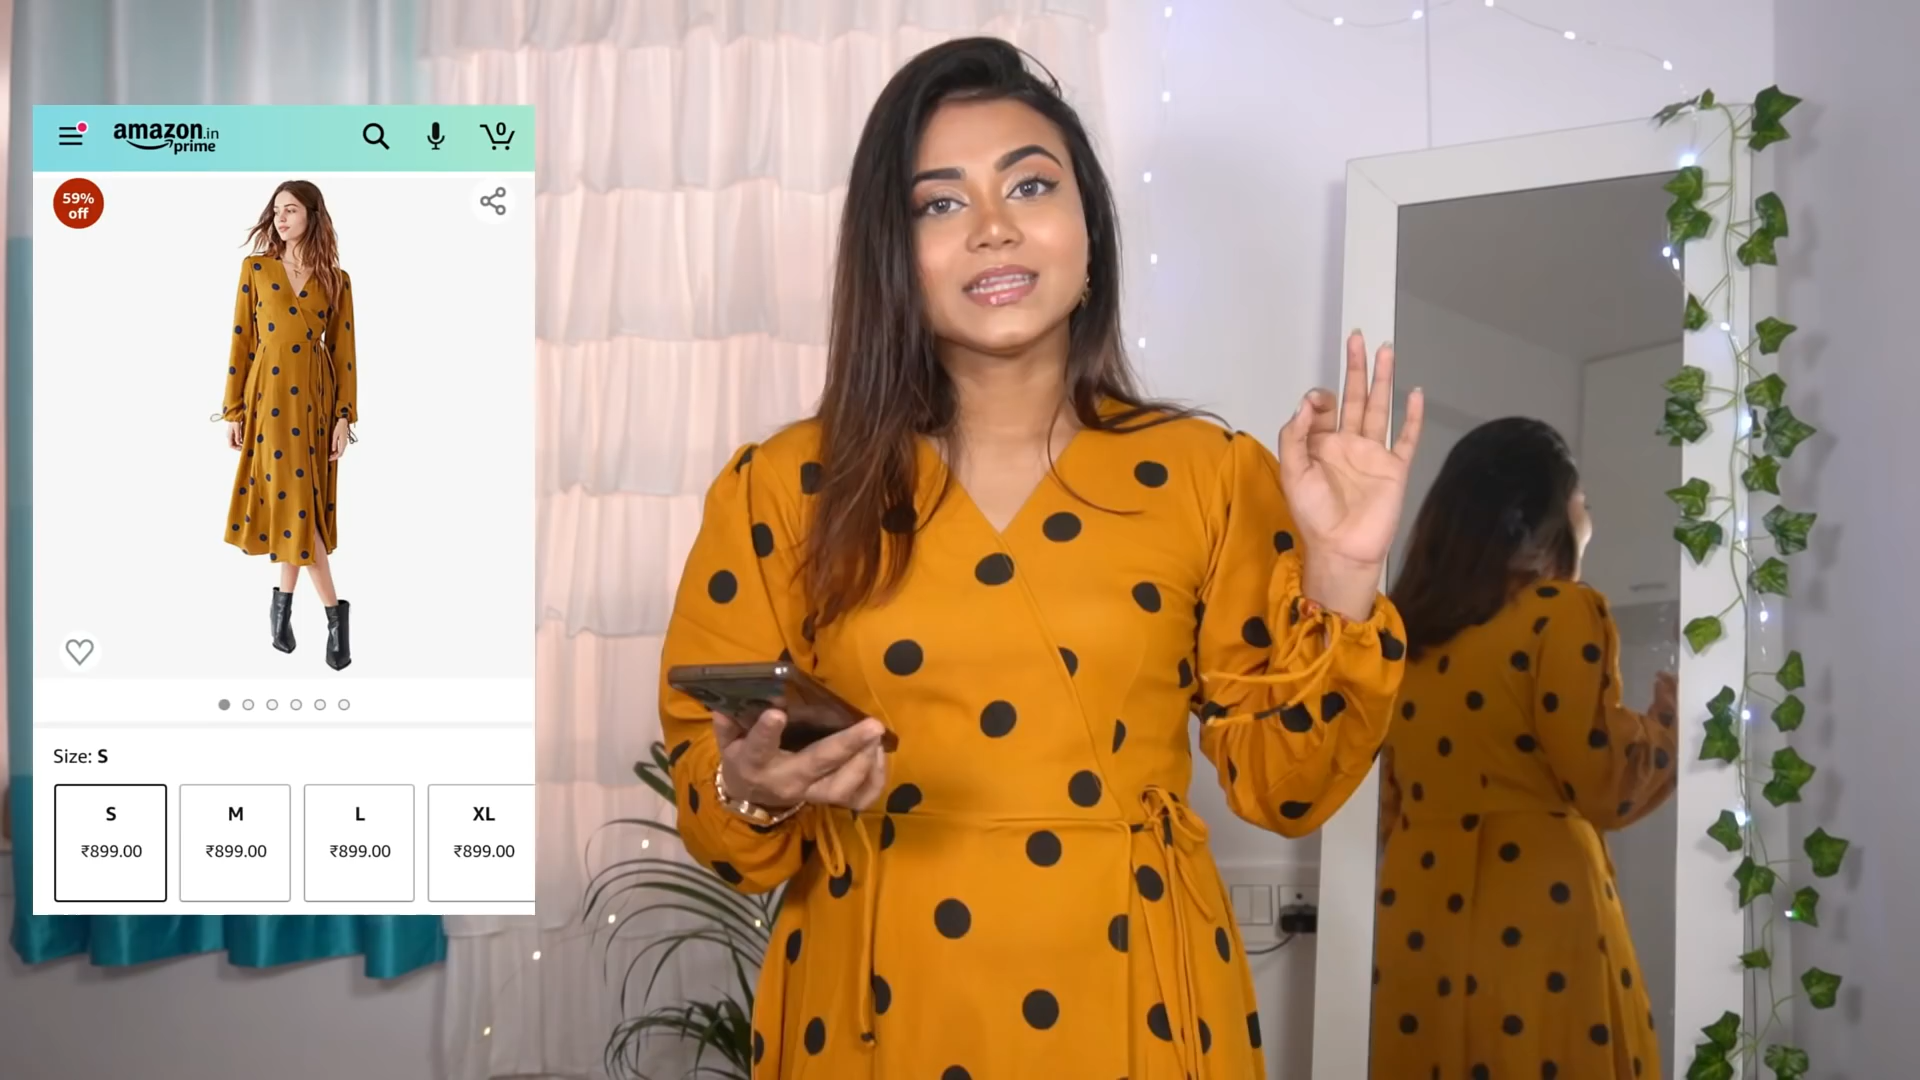 amazon.in
prime
0
59%
off
Size: S
S
M
L
XL
₹899.00
₹899.00
₹899.00
₹899.00